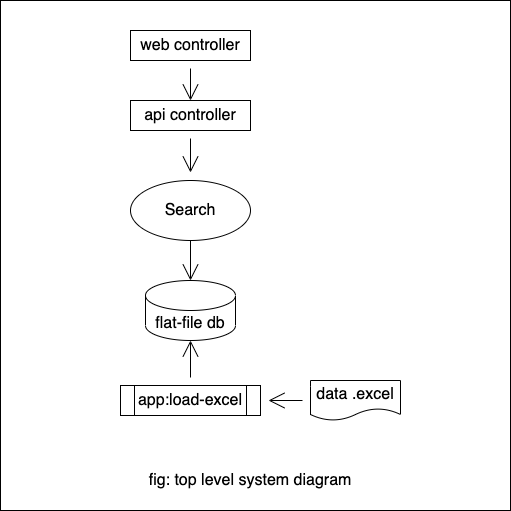 web controller
api controller
Search
flat-file db
app:load-excel
data .excel
fig: top level system diagram